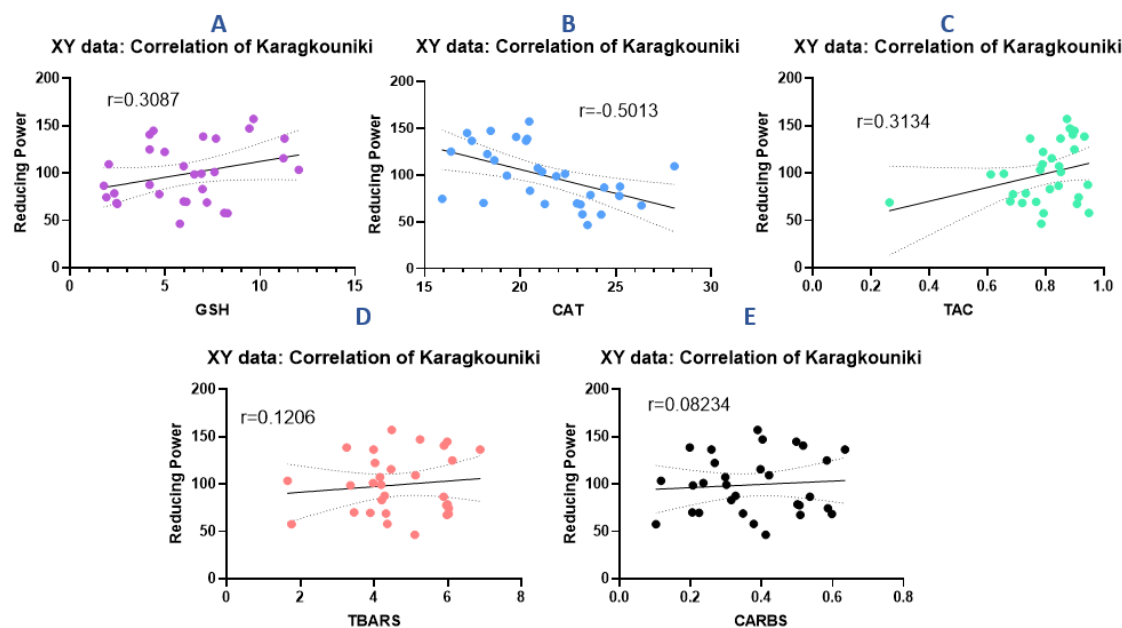 A
XY data: Correlation of Karagkouniki
r=0.3087
Reducing Power
200
150
100
50
0
0
5
10
15
GSH
B
XY data: Correlation of Karagkouniki
r=-0.5013
Reducing Power
200
150
100
50
0
15
20
25
30
CAT
C
XY data: Correlation of Karagkouniki
r=0.3134
Reducing Power
200
150
100
50
0
0.0
0.2
0.4
0.6
0.8
1.0
TAC
D
XY data: Correlation of Karagkouniki
r=0.1206
Reducing Power
200
150
100
50
0
0
2
4
6
8
TBARS
E
XY data: Correlation of Karagkouniki
r=0.08234
Reducing Power
200
150
100
50
0
0.0
0.2
0.4
0.6
0.8
CARBS